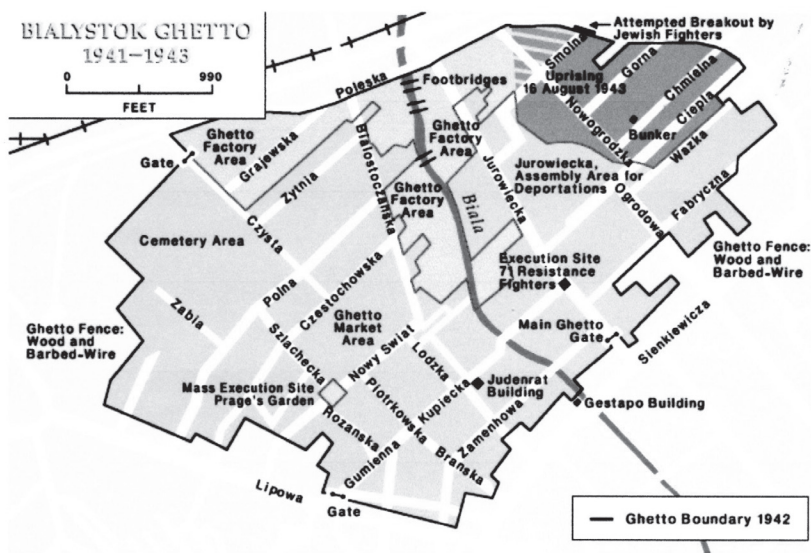 BIALYSTOK GHETTO
1941–1943
0 990
FEET
Attempted Breakout by
Jewish Fighters
Smolna
Gorna
Chmielna
Uprising
16 August 1943
Nowogrodzka
Ciepla
Bunker
Wazka
Poleska
Footbridges
Ghetto
Factory
Area
Gate
Grajewska
Zytnia
Bialostoczanska
Ghetto
Factory
Area
Jurowiecka
Jurowiecka,
Assembly Area for
Deportations
Ogrodowa
Fabryczna
Ghetto
Factory
Area
Biala
Cemetery Area
Czysta
Execution Site
71 Resistance
Fighters
Ghetto Fence:
Wood and
Barbed-Wire
Polna
Czestochowska
Zabia
Ghetto
Market
Area
Main Ghetto
Gate
Sienkiewicza
Ghetto Fence:
Wood and
Barbed-Wire
Szlachecka
Nowy Swiat
Lodzka
Mass Execution Site
Prage's Garden
Piotrkowska
Kupiecka
Judenrat
Building
Gestapo Building
Rozanska
Gumienna
Zamenhowa
Branska
Lipowa
Gate
Ghetto Boundary 1942